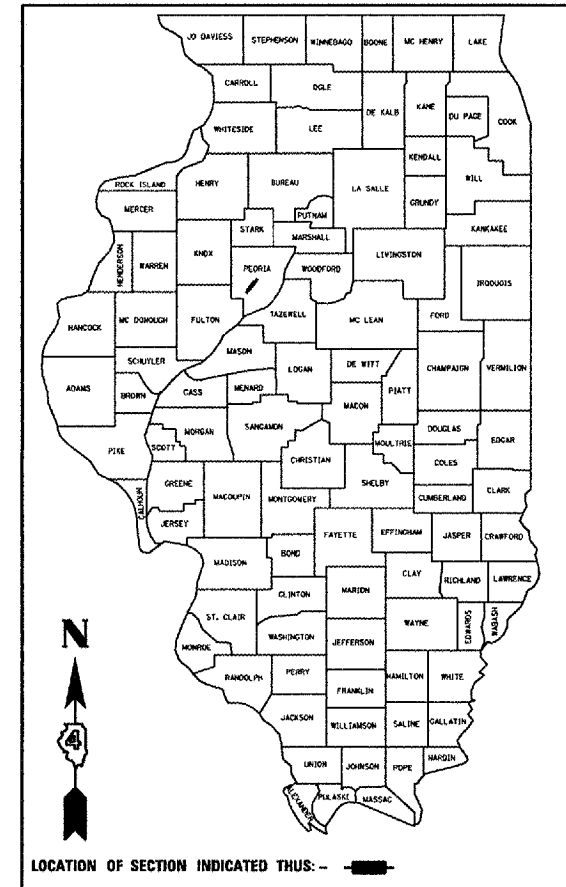 JO DAVIESS
STEPHENSON
WINNEBAGO
BOONE
MC HENRY
LAKE
CARROLL
OGLE
DE KALB
KANE
DU PAGE
COOK
WHITESIDE
LEE
KENDALL
WILL
ROCK ISLAND
HENRY
BUREAU
LA SALLE
GRUNDY
MERCER
PUTNAM
KANKAKEE
STARK
MARSHALL
HENDERSON
WARREN
KNOX
PEORIA
WOODFORD
LIVINGSTON
IROQUOIS
HANCOCK
MC DONOUGH
FULTON
TAZEWELL
MC LEAN
FORD
SCHUYLER
MASON
LOGAN
DE WITT
CHAMPAIGN
VERMILION
ADAMS
BROWN
CASS
MENARD
MACON
PIATT
PIKE
SCOTT
MORGAN
SANGAMON
CHRISTIAN
MOULTRIE
DOUGLAS
COLES
EDGAR
CALHOUN
GREENE
MACOUPIN
MONTGOMERY
SHELBY
CUMBERLAND
CLARK
JERSEY
FAYETTE
EFFINGHAM
JASPER
CRAWFORD
MADISON
BOND
CLAY
RICHLAND
LAWRENCE
CLINTON
MARION
ST. CLAIR
WAYNE
EDWARDS
WABASH
WASHINGTON
JEFFERSON
MONROE
RANDOLPH
PERRY
HAMILTON
WHITE
FRANKLIN
JACKSON
WILLIAMSON
SALINE
GALLATIN
UNION
JOHNSON
POPE
HARDIN
ALEXANDER
PULASKI
MASSAC
N
4
LOCATION OF SECTION INDICATED THUS: -